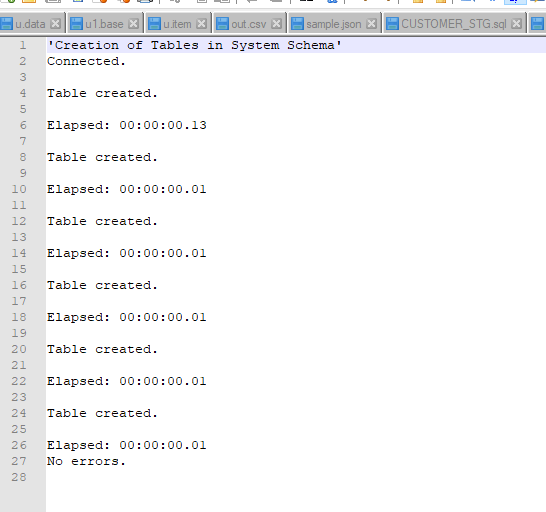 u.data u1.base u.item out.csv sample.json CUSTOMER_STG.sql
1 'Creation of Tables in System Schema'
2 Connected.
3
4 Table created.
5
6 Elapsed: 00:00:00.13
7
8 Table created.
9
10 Elapsed: 00:00:00.01
11
12 Table created.
13
14 Elapsed: 00:00:00.01
15
16 Table created.
17
18 Elapsed: 00:00:00.01
19
20 Table created.
21
22 Elapsed: 00:00:00.01
23
24 Table created.
25
26 Elapsed: 00:00:00.01
27 No errors.
28